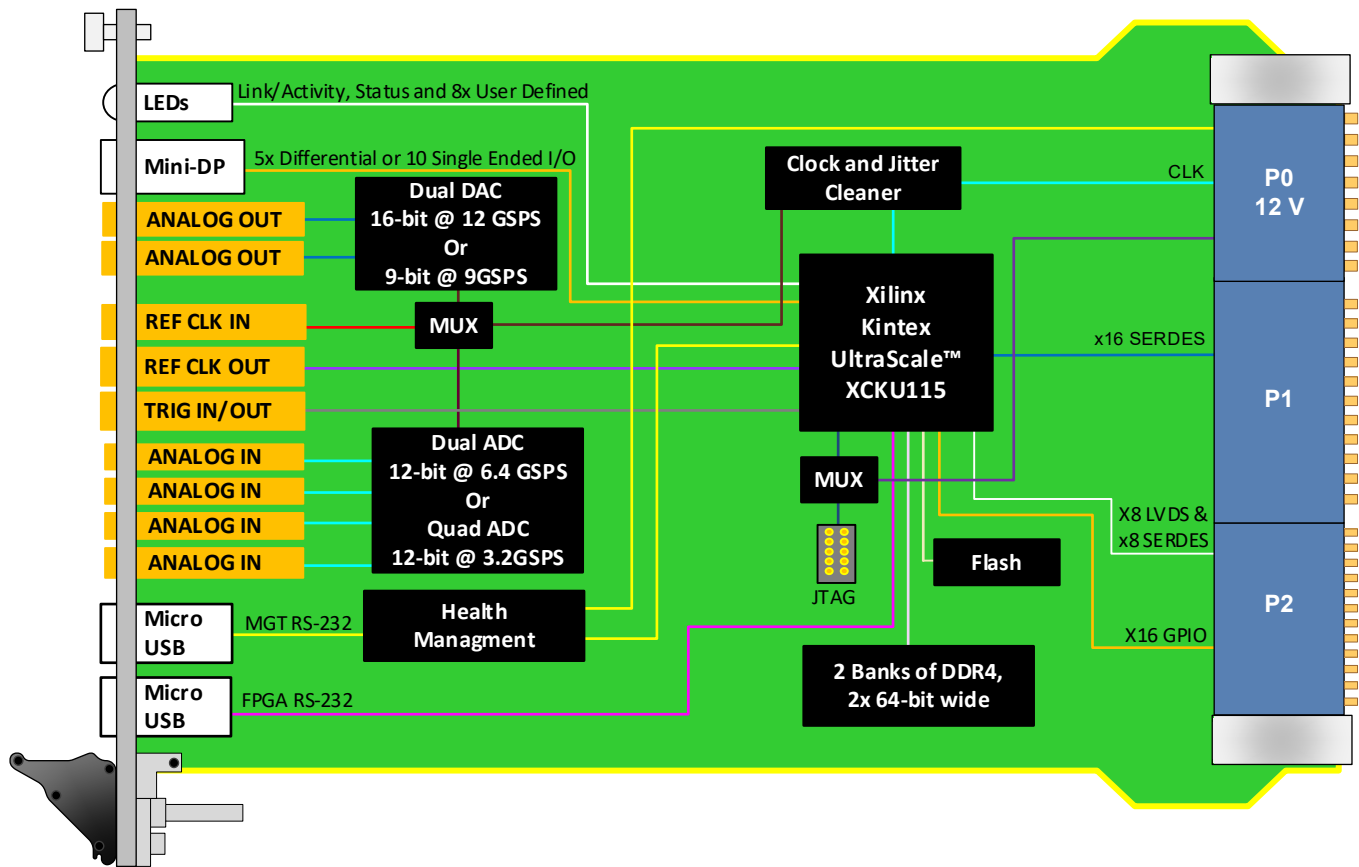 LEDs
Link/Activity, Status and 8x User Defined
Mini-DP
5x Differential or 10 Single Ended I/O
ANALOG OUT
ANALOG OUT
Dual DAC
16-bit @ 12 GSPS
Or
9-bit @ 9GSPS
REF CLK IN
MUX
REF CLK OUT
TRIG IN/OUT
ANALOG IN
ANALOG IN
ANALOG IN
ANALOG IN
Dual ADC
12-bit @ 6.4 GSPS
Or
Quad ADC
12-bit @ 3.2GSPS
Micro
USB
MGT RS-232
Health
Managment
Micro
USB
FPGA RS-232
Clock and Jitter
Cleaner
CLK
Xilinx
Kintex
UltraScale™
XCKU115
x16 SERDES
MUX
JTAG
Flash
X8 LVDS &
x8 SERDES
X16 GPIO
2 Banks of DDR4,
2x 64-bit wide
P0
12 V
P1
P2